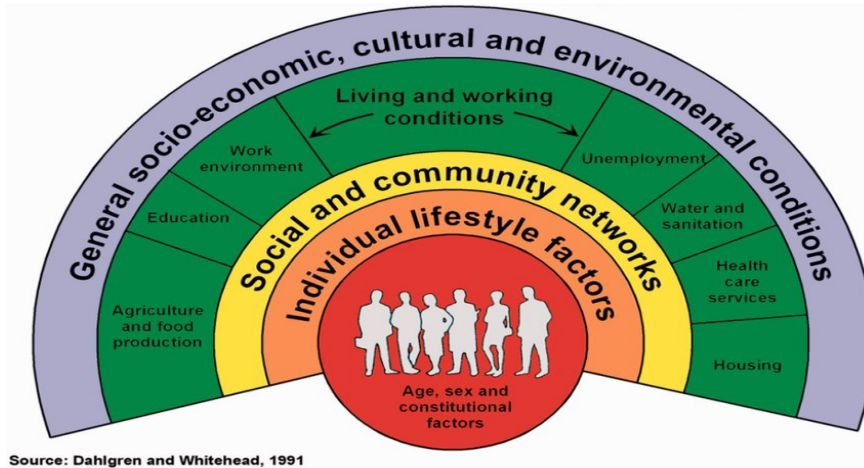 General socio-economic, cultural and environmental conditions
Living and working
conditions
Agriculture
and food
production
Education
Work
environment
Unemployment
Water and
sanitation
Health
care
services
Housing
Social and community networks
Individual lifestyle factors
Age, sex and
constitutional
factors
Source: Dahlgren and Whitehead, 1991